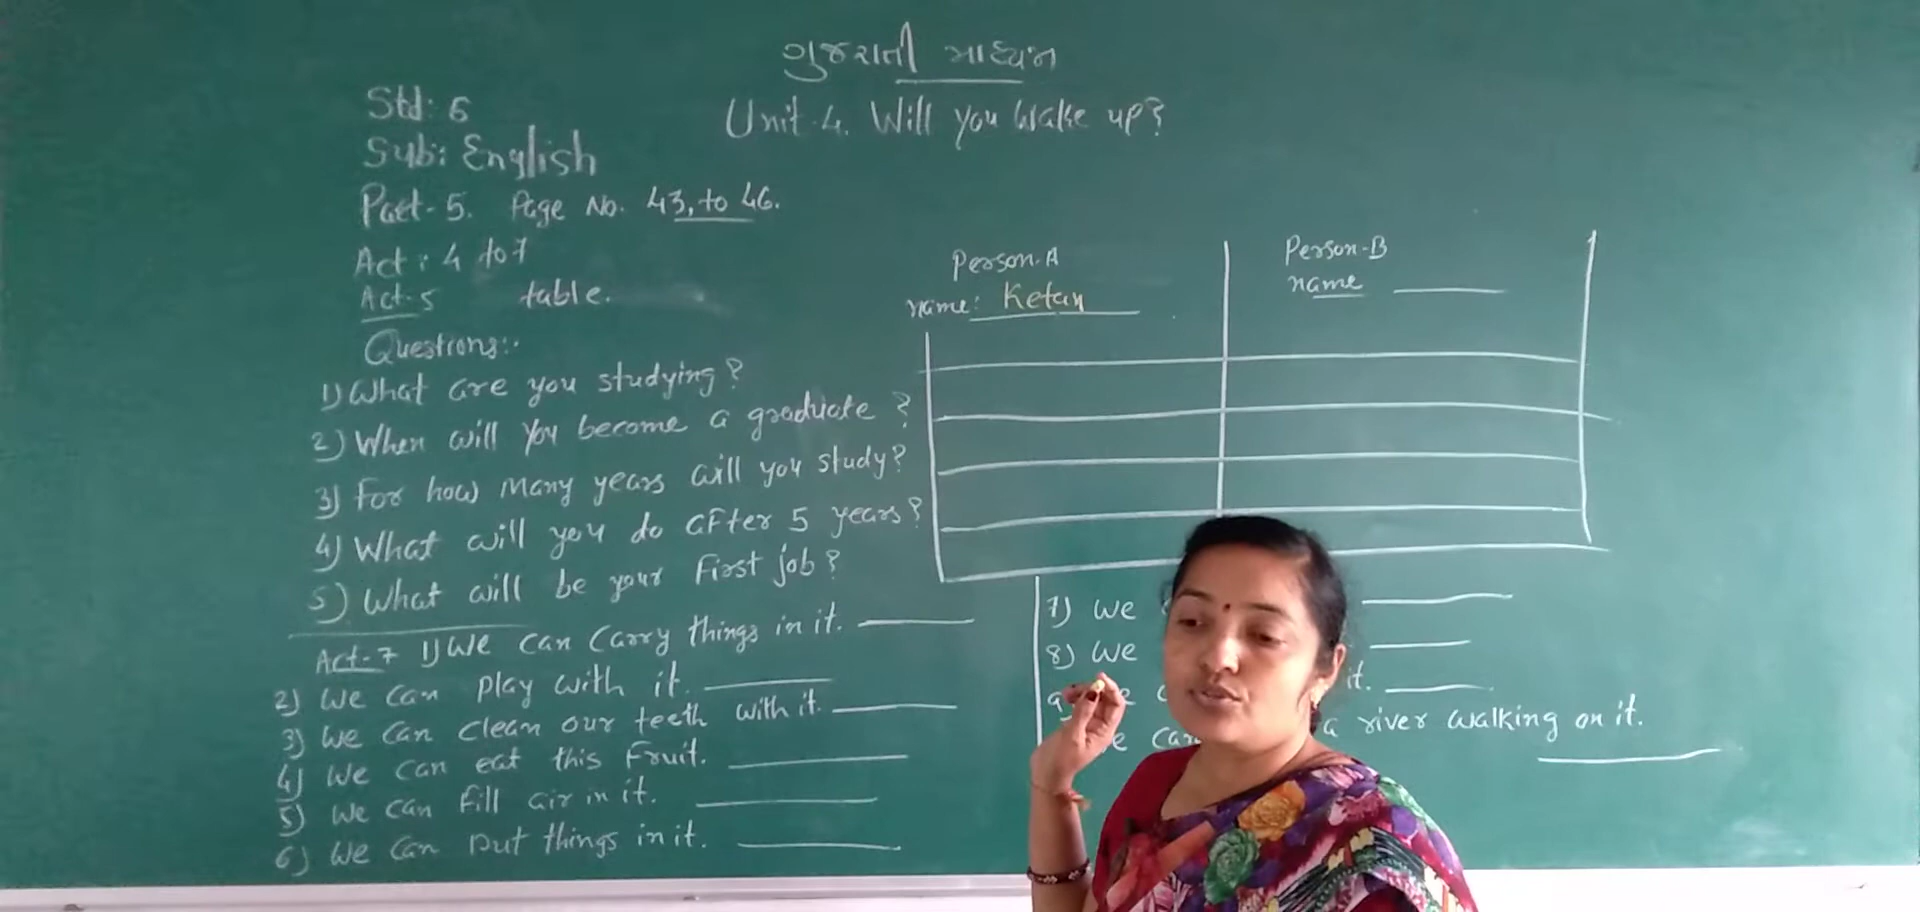 ગુજરાતી માધ્યમ
Unit-4. Will you wake up?
Std: 6
Sub: English
Part-5. Page No. 43, to 46.
Act: 4 to 7
Act-5 table.
Questions:-
1) What are you studying?
2) When will you become a graduate?
3) For how many years will you study?
4) What will you do after 5 years?
5) What will be your first job?
Person-A
name: Ketan
Person-B
name
Act-7 1) We can carry things in it.
2) We can play with it.
3) We can clean our teeth with it.
4) We can eat this fruit.
5) We can fill air in it.
6) We can put things in it.
7) We
8) We
9) it.
can a river walking on it.